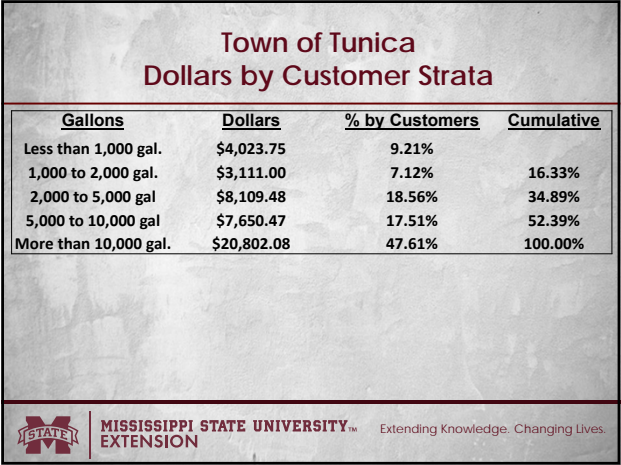 Town of Tunica
Dollars by Customer Strata
Gallons Dollars % by Customers Cumulative
Less than 1,000 gal. $4,023.75 9.21%
1,000 to 2,000 gal. $3,111.00 7.12% 16.33%
2,000 to 5,000 gal $8,109.48 18.56% 34.89%
5,000 to 10,000 gal $7,650.47 17.51% 52.39%
More than 10,000 gal. $20,802.08 47.61% 100.00%
STATE MISSISSIPPI STATE UNIVERSITY™ Extending Knowledge. Changing Lives.
EXTENSION